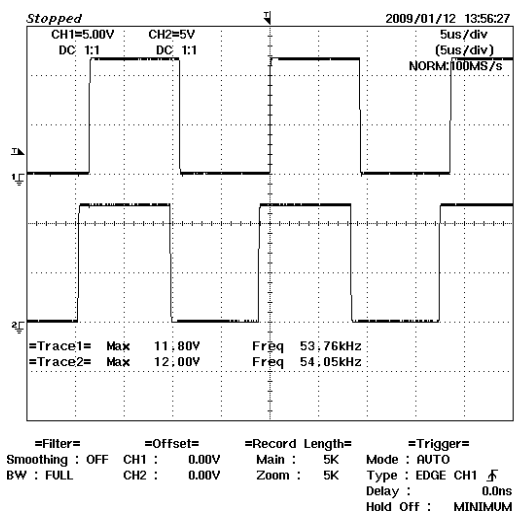 Stopped 2009/01/12 13:56:27
CH1=5.00V CH2=5V 5us/div
DC 1:1 DC 1:1 (5us/div)
NORM:100MS/s
T
T
1
2
=Trace1= Max 11.80V Freq 53.76kHz
=Trace2= Max 12.00V Freq 54.05kHz
=Filter= =Offset= =Record Length= =Trigger=
Smoothing : OFF CH1 : 0.00V Main : 5K Mode : AUTO
BW : FULL CH2 : 0.00V Zoom : 5K Type : EDGE CH1
Delay : 0.0ns
Hold Off : MINIMUM